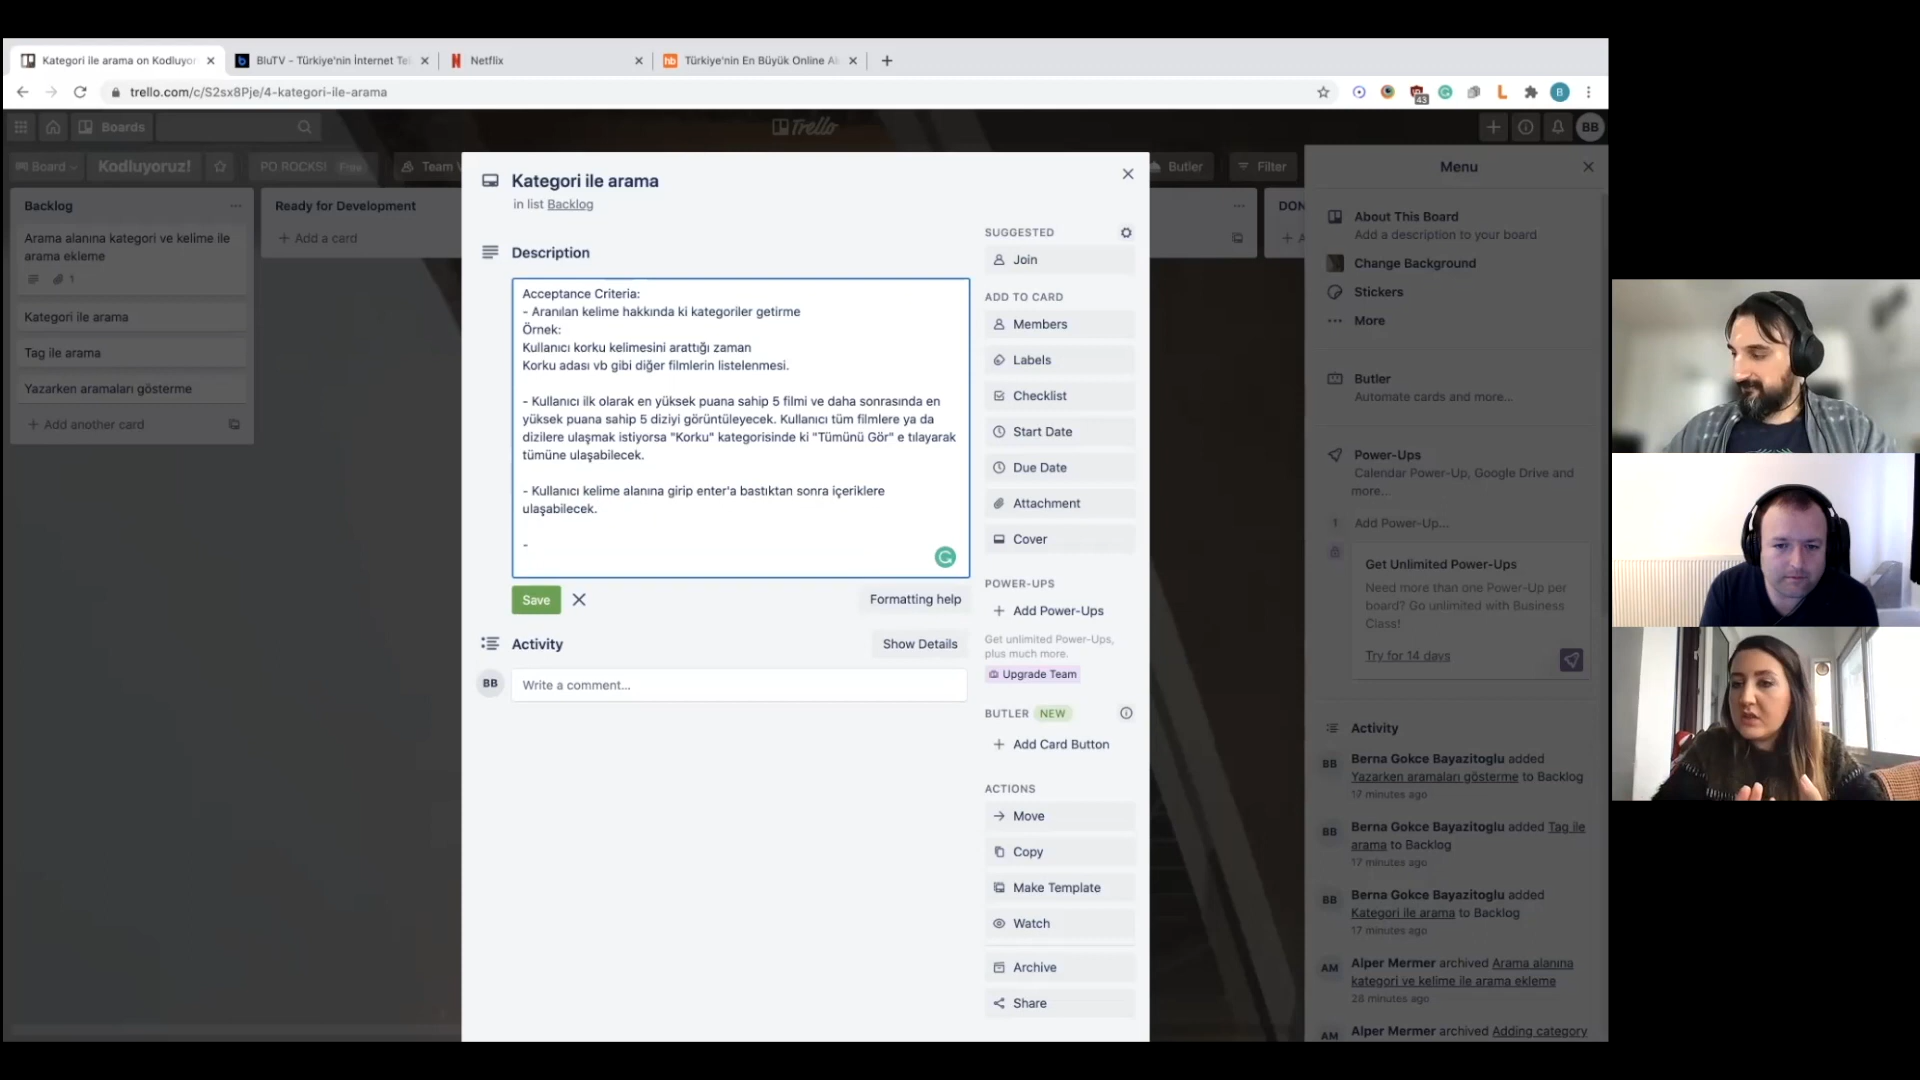 Kategori ile arama on Kodluyor
BluTV - Türkiye'nin İnternet Te
Netflix
Türkiye'nin En Büyük Online A
trello.com/c/S2sx8Pje/4-kategori-ile-arama
43
B
Boards
Trello
BB
Board
Kodluyoruz!
PO ROCKS!
Free
Team
Butler
Filter
Backlog
Arama alanına kategori ve kelime ile
arama ekleme
1
Kategori ile arama
Tag ile arama
Yazarken aramaları gösterme
+ Add another card
Ready for Development
+ Add a card
DON
Kategori ile arama
in list Backlog
Description
Acceptance Criteria:
- Aranılan kelime hakkında ki kategoriler getirme
Örnek:
Kullanıcı korku kelimesini arattığı zaman
Korku adası vb gibi diğer filmlerin listelenmesi.
- Kullanıcı ilk olarak en yüksek puana sahip 5 filmi ve daha sonrasında en
yüksek puana sahip 5 diziyi görüntüleyecek. Kullanıcı tüm filmlere ya da
dizilere ulaşmak istiyorsa "Korku" kategorisinde ki "Tümünü Gör" e tılayarak
tümüne ulaşabilecek.
- Kullanıcı kelime alanına girip enter'a bastıktan sonra içeriklere
ulaşabilecek.
-
Save
Formatting help
Activity
Show Details
BB
Write a comment...
SUGGESTED
Join
ADD TO CARD
Members
Labels
Checklist
Start Date
Due Date
Attachment
Cover
POWER-UPS
+ Add Power-Ups
Get unlimited Power-Ups,
plus much more.
Upgrade Team
BUTLER NEW
+ Add Card Button
ACTIONS
Move
Copy
Make Template
Watch
Archive
Share
Menu
About This Board
Add a description to your board
Change Background
Stickers
More
Butler
Automate cards and more...
Power-Ups
Calendar Power-Up, Google Drive and
more...
1 Add Power-Up...
Get Unlimited Power-Ups
Need more than one Power-Up per
board? Go unlimited with Business
Class!
Try for 14 days
Activity
BB
Berna Gokce Bayazitoglu added
Yazarken aramaları gösterme to Backlog
17 minutes ago
BB
Berna Gokce Bayazitoglu added Tag ile
arama to Backlog
17 minutes ago
BB
Berna Gokce Bayazitoglu added
Kategori ile arama to Backlog
17 minutes ago
AM
Alper Mermer archived Arama alanına
kategori ve kelime ile arama ekleme
28 minutes ago
AM
Alper Mermer archived Adding category